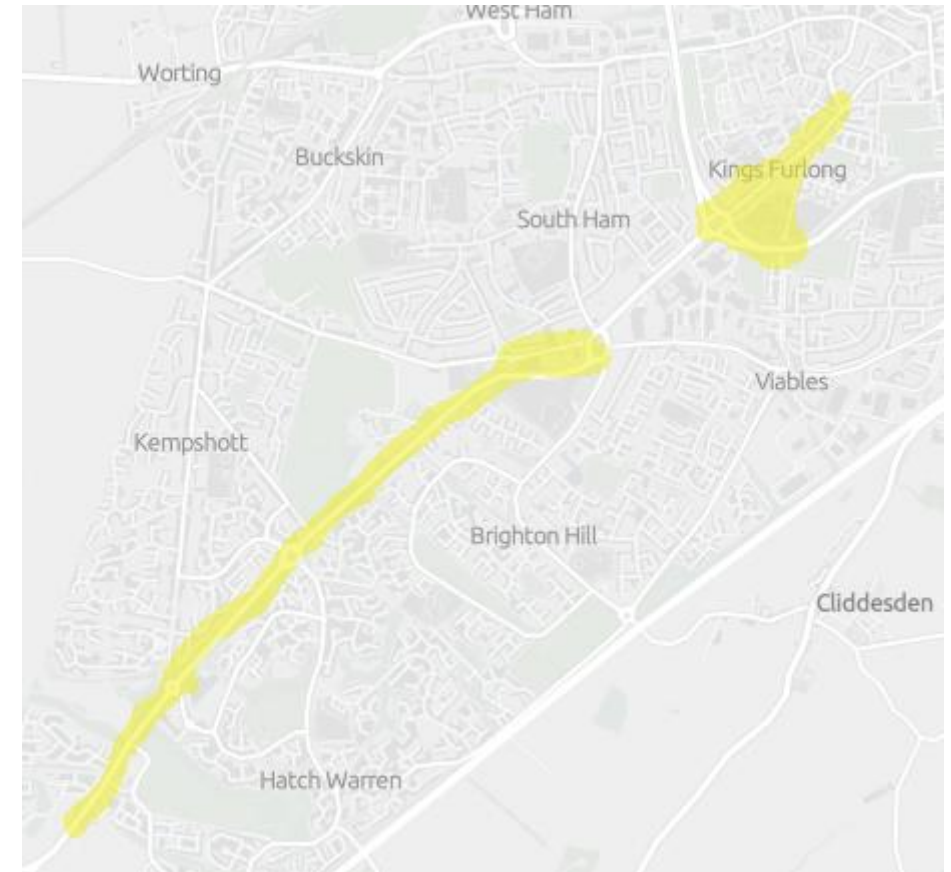 West Ham
Worting
Buckskin
Kings Furlong
South Ham
Viables
Kempshott
Brighton Hill
Cliddesden
Hatch Warren